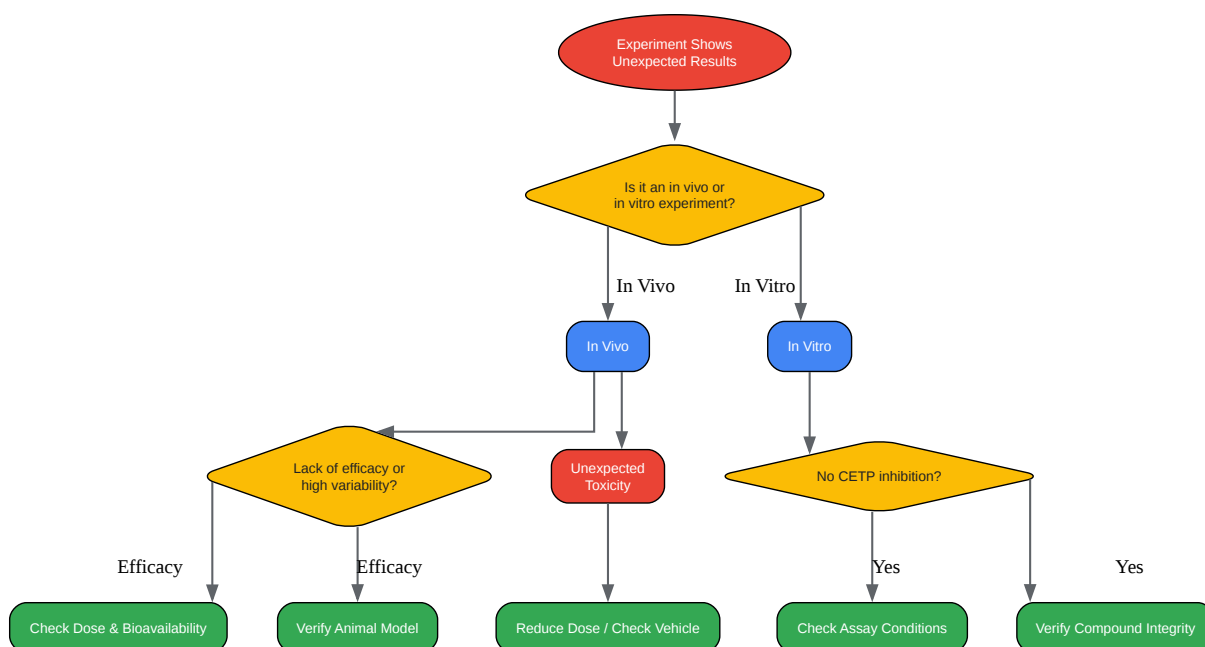 Experiment Shows
Unexpected Results
Is it an in vivo or
in vitro experiment?
In Vivo
In Vitro
In Vivo
In Vitro
Lack of efficacy or
high variability?
Unexpected
Toxicity
No CETP inhibition?
Efficacy
Efficacy
Yes
Yes
Check Dose & Bioavailability
Verify Animal Model
Reduce Dose / Check Vehicle
Check Assay Conditions
Verify Compound Integrity